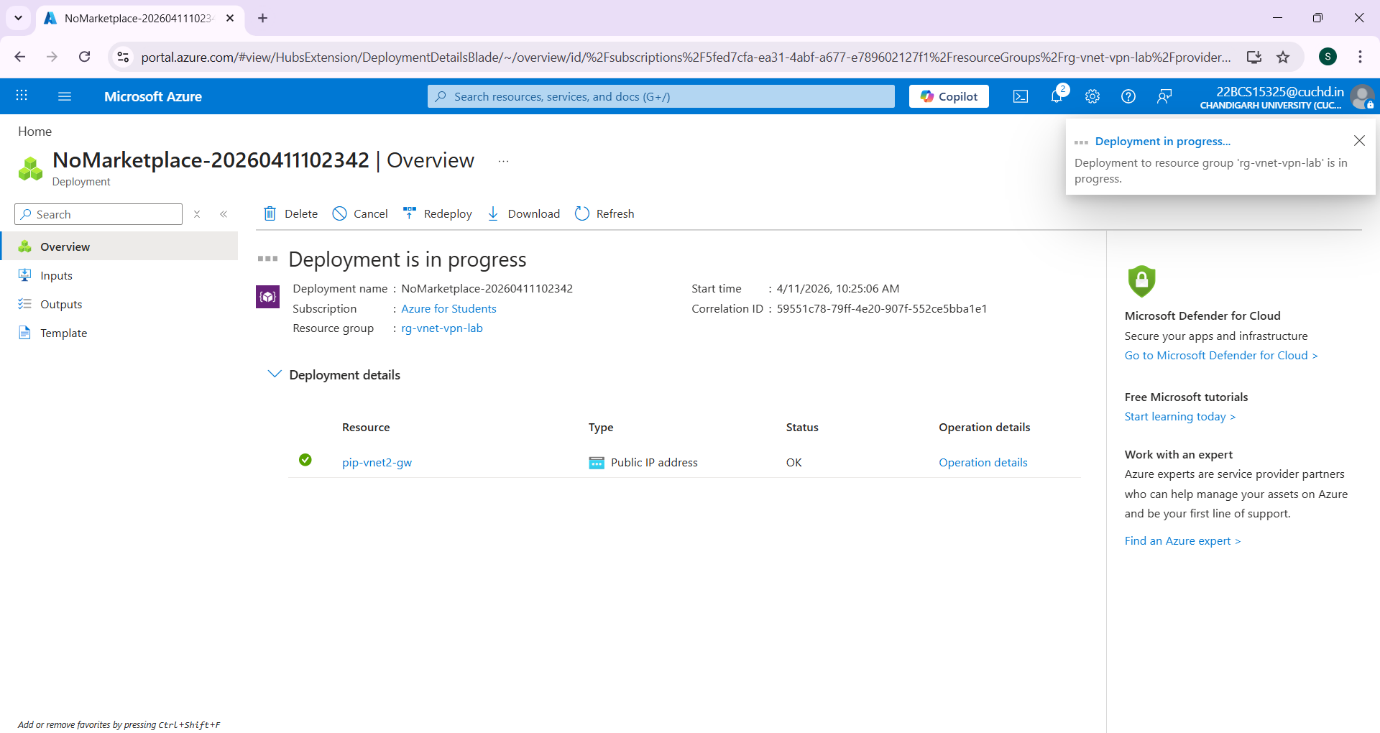 NoMarketplace-2026041110234
portal.azure.com/#view/HubsExtension/DeploymentDetailsBlade/~/overview/id/%2Fsubscriptions%2F5fed7cfa-ea31-4abf-a677-e789602127f1%2FresourceGroups%2Frg-vnet-vpn-lab%2Fprovider...
S
Microsoft Azure
Search resources, services, and docs (G+/)
Copilot
2
22BCS15325@cuchd.in
CHANDIGARH UNIVERSITY (CUC...
Home
NoMarketplace-20260411102342 | Overview ...
Deployment
Deployment in progress...
Deployment to resource group 'rg-vnet-vpn-lab' is in
progress.
Search
Delete Cancel Redeploy Download Refresh
Overview
Inputs
Outputs
Template
Deployment is in progress
Deployment name : NoMarketplace-20260411102342
Subscription : Azure for Students
Resource group : rg-vnet-vpn-lab
Start time : 4/11/2026, 10:25:06 AM
Correlation ID : 59551c78-79ff-4e20-907f-552ce5bba1e1
Deployment details
Resource Type Status Operation details
pip-vnet2-gw Public IP address OK Operation details
Microsoft Defender for Cloud
Secure your apps and infrastructure
Go to Microsoft Defender for Cloud >
Free Microsoft tutorials
Start learning today >
Work with an expert
Azure experts are service provider partners
who can help manage your assets on Azure
and be your first line of support.
Find an Azure expert >
Add or remove favorites by pressing Ctrl+Shift+F